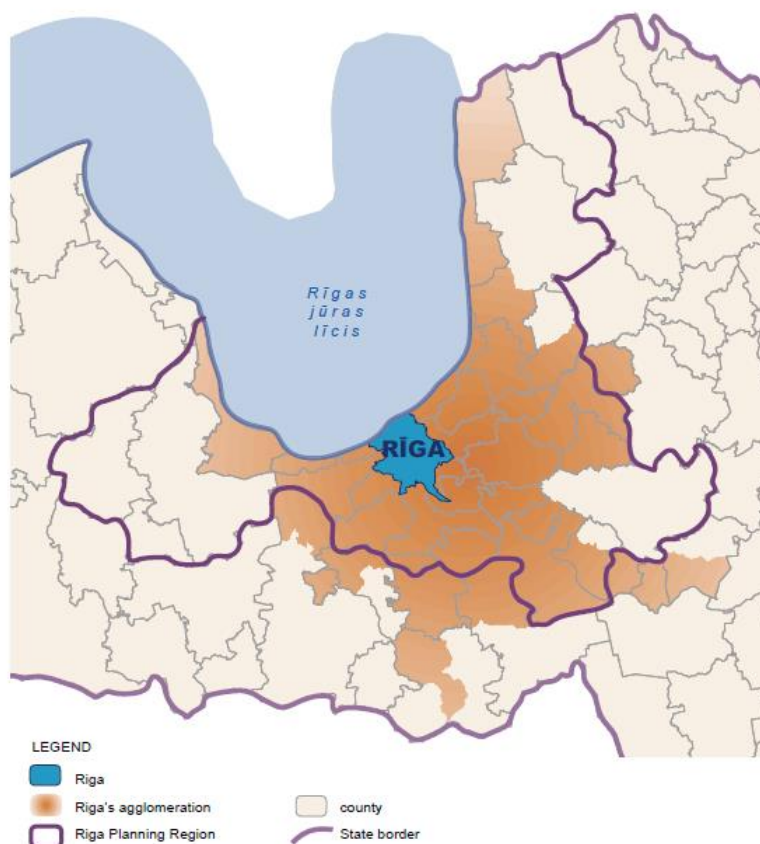 Rīgas
jūras
līcis
RĪGA
LEGEND
Riga
Riga's agglomeration
county
Riga Planning Region
State border